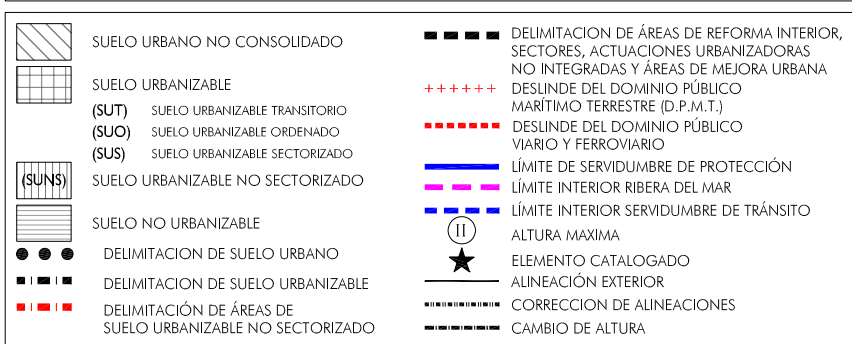 SUELO URBANO NO CONSOLIDADO
SUELO URBANIZABLE
(SUT) SUELO URBANIZABLE TRANSITORIO
(SUO) SUELO URBANIZABLE ORDENADO
(SUS) SUELO URBANIZABLE SECTORIZADO
(SUNS) SUELO URBANIZABLE NO SECTORIZADO
SUELO NO URBANIZABLE
DELIMITACION DE SUELO URBANO
DELIMITACION DE SUELO URBANIZABLE
DELIMITACIÓN DE ÁREAS DE
SUELO URBANIZABLE NO SECTORIZADO
DELIMITACION DE ÁREAS DE REFORMA INTERIOR,
SECTORES, ACTUACIONES URBANIZADORAS
NO INTEGRADAS Y ÁREAS DE MEJORA URBANA
DESLINDE DEL DOMINIO PÚBLICO
MARÍTIMO TERRESTRE (D.P.M.T.)
DESLINDE DEL DOMINIO PÚBLICO
VIARIO Y FERROVIARIO
LÍMITE DE SERVIDUMBRE DE PROTECCIÓN
LÍMITE INTERIOR RIBERA DEL MAR
LÍMITE INTERIOR SERVIDUMBRE DE TRÁNSITO
II ALTURA MAXIMA
ELEMENTO CATALOGADO
ALINEACIÓN EXTERIOR
CORRECCION DE ALINEACIONES
CAMBIO DE ALTURA